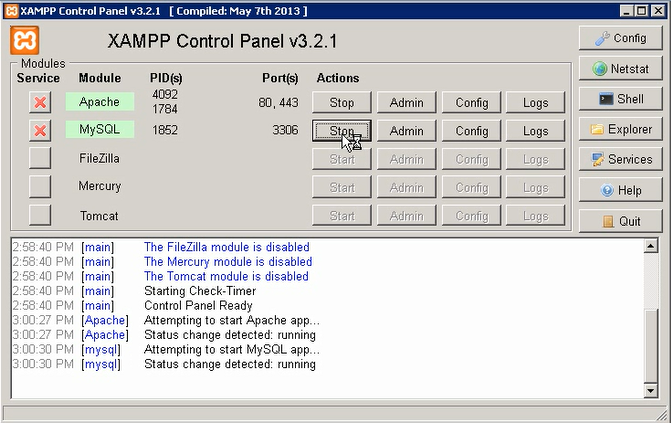 XAMPP Control Panel v3.2.1 [ Compiled: May 7th 2013 ]
XAMPP Control Panel v3.2.1
Config
Modules
Service Module PID(s) Port(s) Actions
Netstat
Apache 4092 1784 80, 443 Stop Admin Config Logs
Shell
MySQL 1852 3306 Stop Admin Config Logs
Explorer
FileZilla Start Admin Config Logs
Services
Mercury Start Admin Config Logs
Help
Tomcat Start Admin Config Logs
Quit
2:58:40 PM [main] The FileZilla module is disabled
2:58:40 PM [main] The Mercury module is disabled
2:58:40 PM [main] The Tomcat module is disabled
2:58:40 PM [main] Starting Check-Timer
2:58:40 PM [main] Control Panel Ready
3:00:27 PM [Apache] Attempting to start Apache app...
3:00:27 PM [Apache] Status change detected: running
3:00:30 PM [mysql] Attempting to start MySQL app...
3:00:30 PM [mysql] Status change detected: running